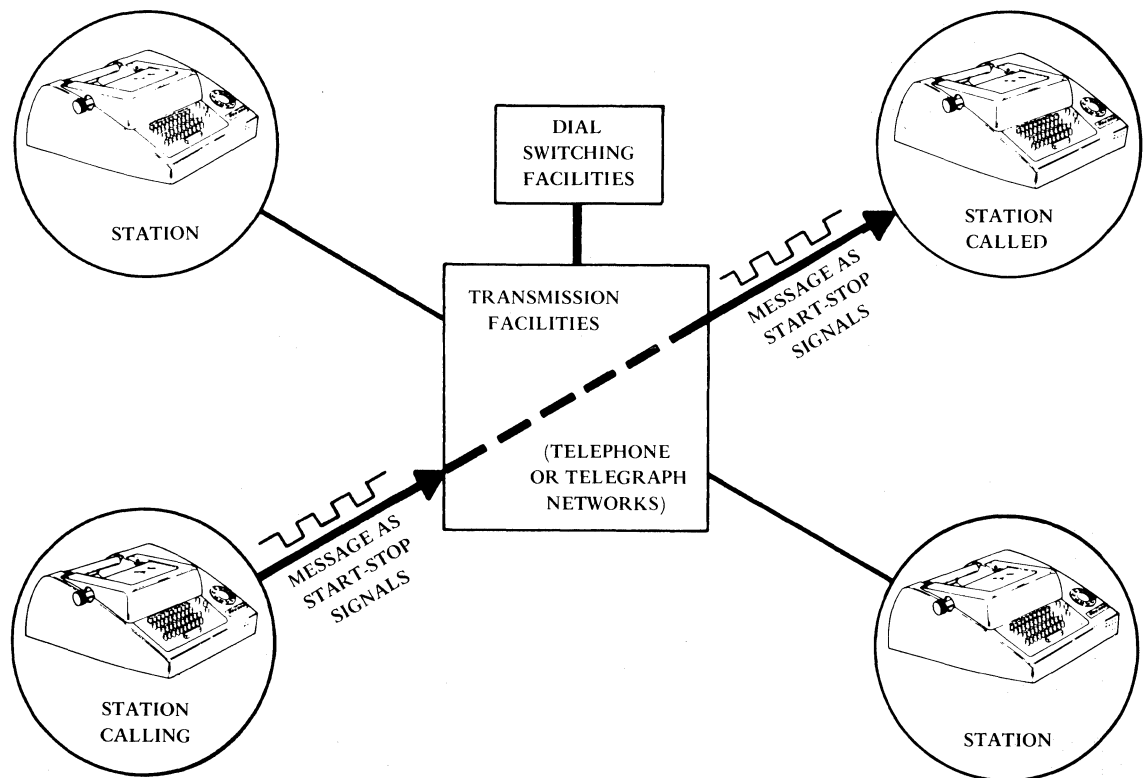 DIAL
SWITCHING
FACILITIES
STATION
STATION
CALLED
TRANSMISSION
FACILITIES
MESSAGE AS
START-STOP
SIGNALS
(TELEPHONE
OR TELEGRAPH
NETWORKS)
MESSAGE AS
START-STOP
SIGNALS
STATION
CALLING
STATION